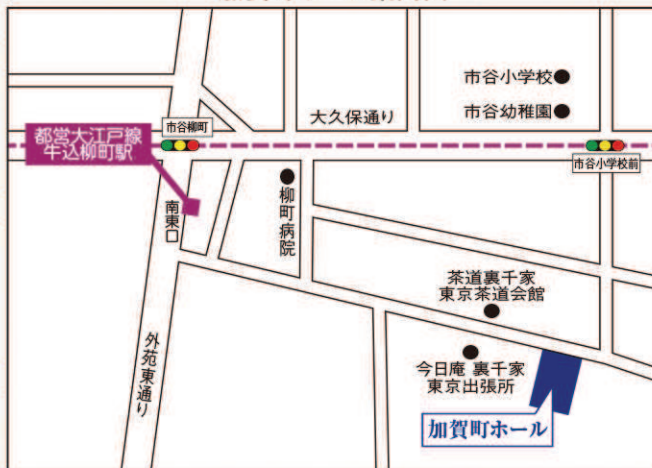 市谷小学校
市谷幼稚園
大久保通り
市谷柳町
都営大江戸線
牛込柳町駅
市谷小学校前
柳町病院
南東口
茶道裏千家
東京茶道会館
外苑東通り
今日庵 裏千家
東京出張所
加賀町ホール